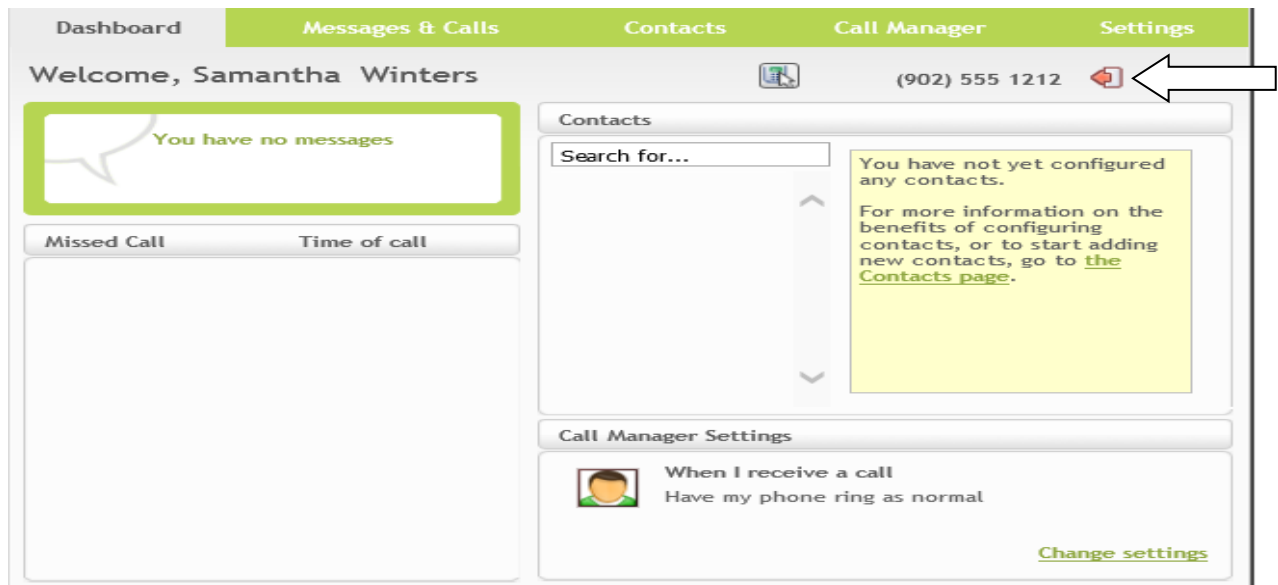 Dashboard Messages & Calls Contacts Call Manager Settings
Welcome, Samantha Winters
(902) 555 1212
You have no messages
Missed Call Time of call
Contacts
Search for...
You have not yet configured
any contacts.
For more information on the
benefits of configuring
contacts, or to start adding
new contacts, go to the
Contacts page.
Call Manager Settings
When I receive a call
Have my phone ring as normal
Change settings